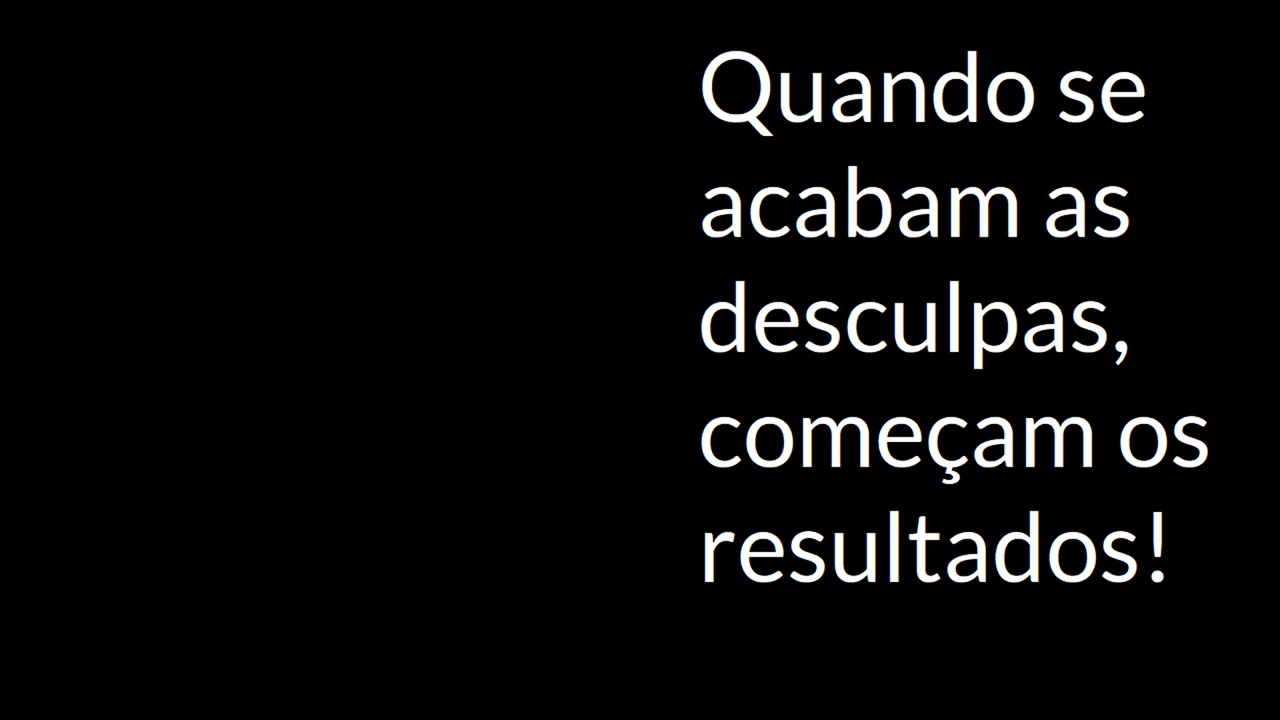 Quando se
acabam as
desculpas,
começam os
resultados!